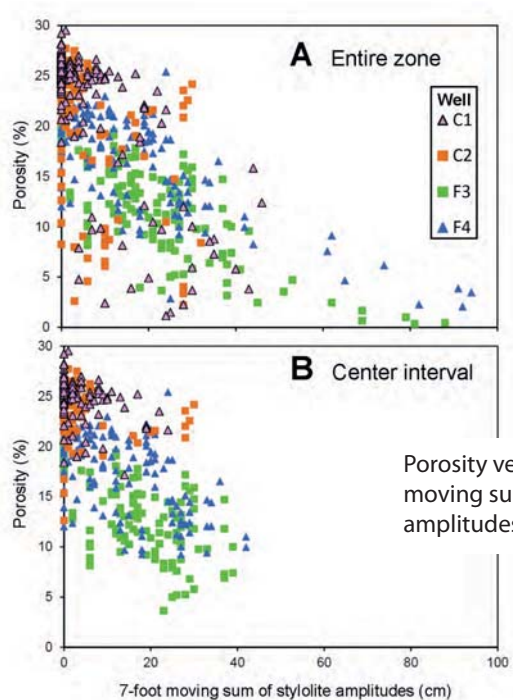 A Entire zone
30
25
20
15
10
5
0
Porosity (%)
Well
C1
C2
F3
F4
B Center interval
30
25
20
15
10
5
0
Porosity (%)
0 20 40 60 80 100
7-foot moving sum of stylolite amplitudes (cm)
Porosity ve
moving sum
amplitudes